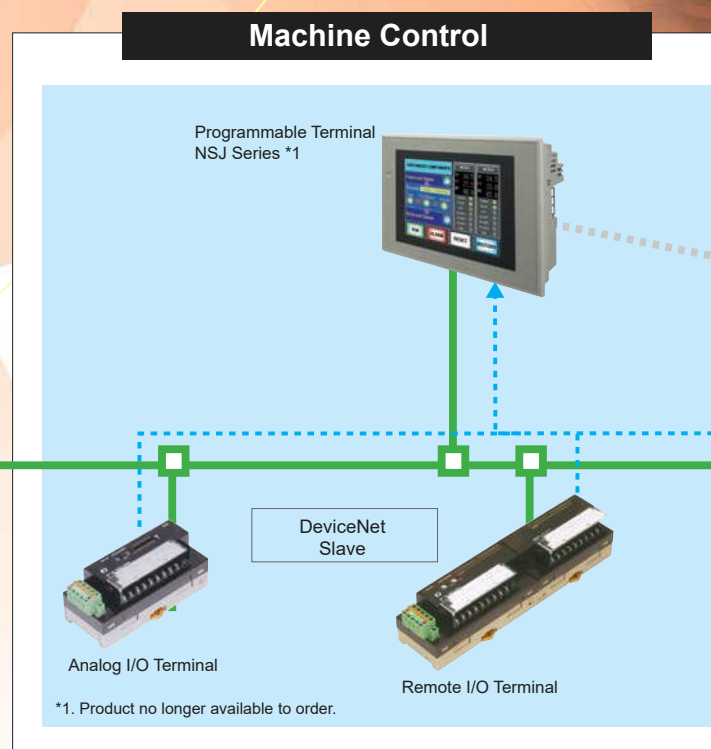 Machine Control
Programmable Terminal
NSJ Series *1
RESET
DeviceNet
Slave
Analog I/O Terminal
Remote I/O Terminal
*1. Product no longer available to order.